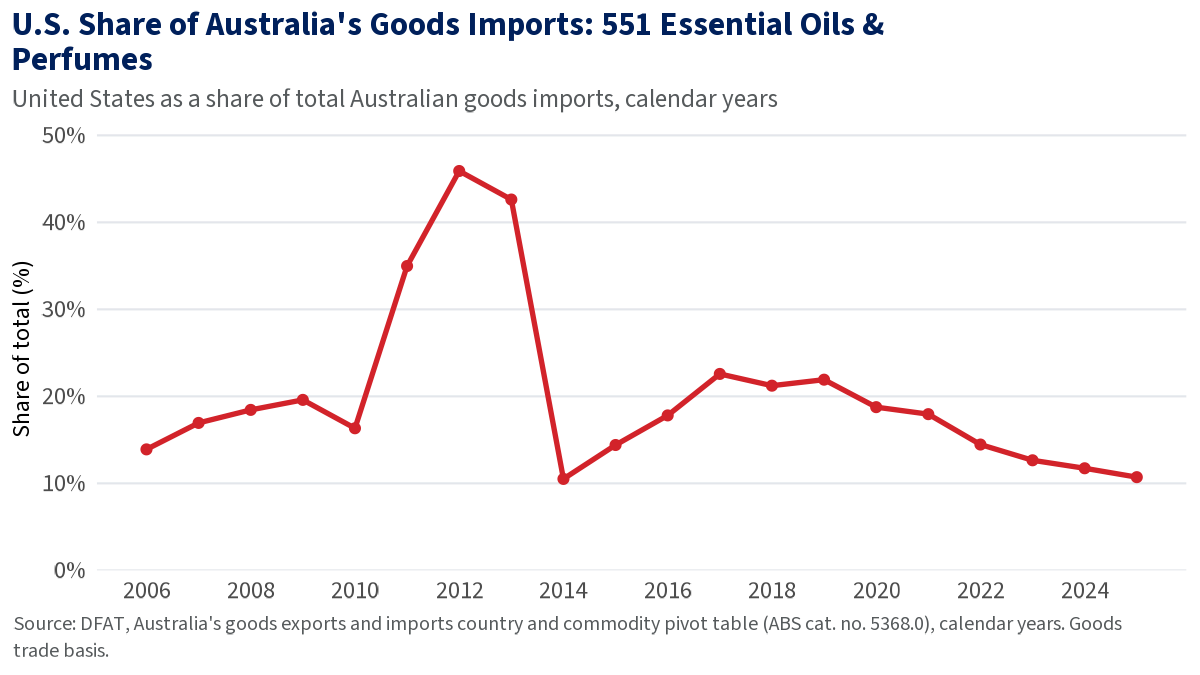 U.S. Share of Australia's Goods Imports: 551 Essential Oils &
Perfumes
United States as a share of total Australian goods imports, calendar years
Share of total (%)
50%
40%
30%
20%
10%
0%
2006 2008 2010 2012 2014 2016 2018 2020 2022 2024
Source: DFAT, Australia's goods exports and imports country and commodity pivot table (ABS cat. no. 5368.0), calendar years. Goods
trade basis.